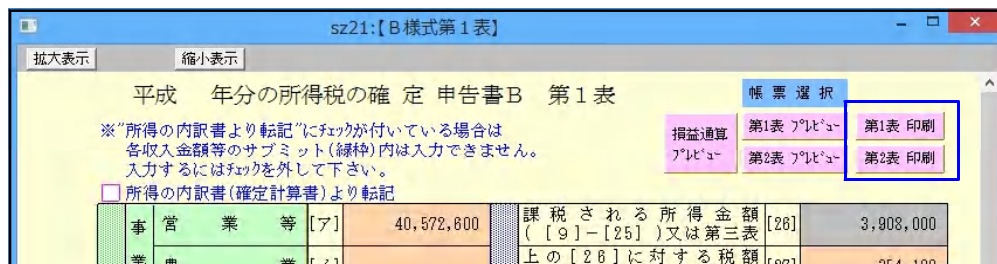 sz21:【B様式第1表】
拡大表示 縮小表示
平成 年分の所得税の確 定 申告書B 第1表
帳 票 選 択
※"所得の内訳書より転記"にチェックが付いている場合は
各収入金額等のサブミット(緑枠)内は入力できません。
入力するにはチェックを外して下さい。
損益通算
プレビュー
第1表 プレビュー 第1表 印刷
第2表 プレビュー 第2表 印刷
所得の内訳書(確定計算書)より転記
事 営 業 等 [ア] 40,572,600
課 税 さ れ る 所 得 金 額
( [9]-[25] )又は第三表
[26] 3,908,000
上 の [26] に 対 す る 税 額